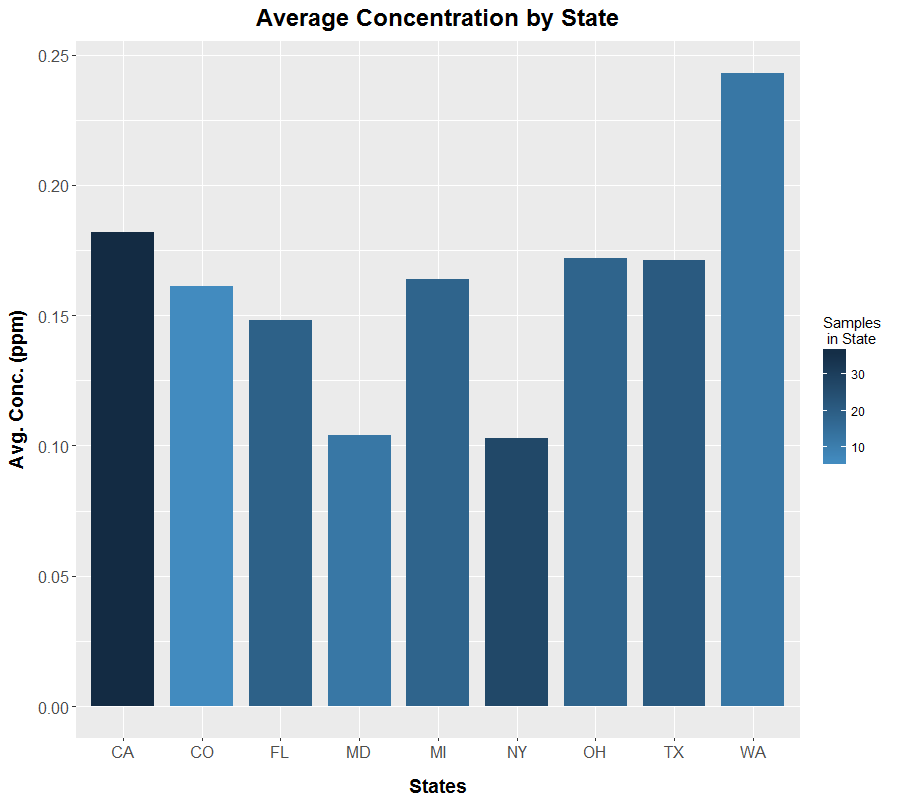 Average Concentration by State
Avg. Conc. (ppm)
0.25
0.20
0.15
0.10
0.05
0.00
CA CO FL MD MI NY OH TX WA
States
Samples
in State
30
20
10